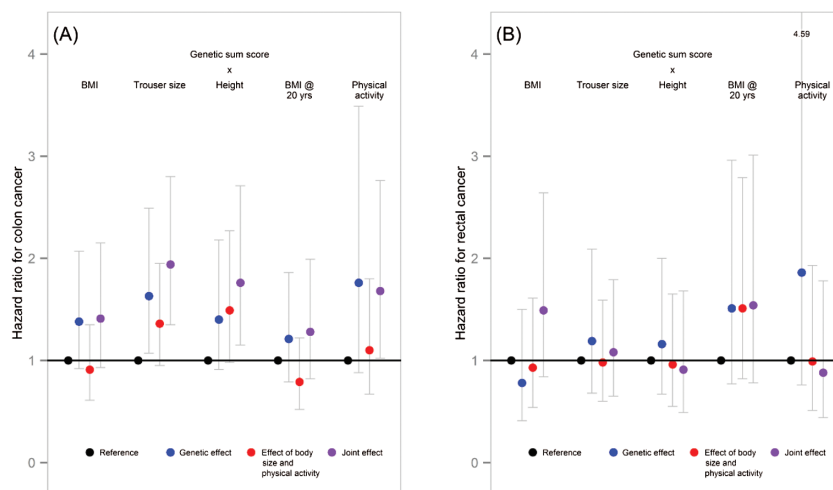 (A)
Genetic sum score
x
BMI
Trouser size
Height
BMI @
20 yrs
Physical
activity
Hazard ratio for colon cancer
4
3
2
1
0
Reference
Genetic effect
Effect of body
size and
physical activity
Joint effect
(B)
4.59
Genetic sum score
x
BMI
Trouser size
Height
BMI @
20 yrs
Physical
activity
Hazard ratio for rectal cancer
4
3
2
1
0
Reference
Genetic effect
Effect of body
size and
physical activity
Joint effect